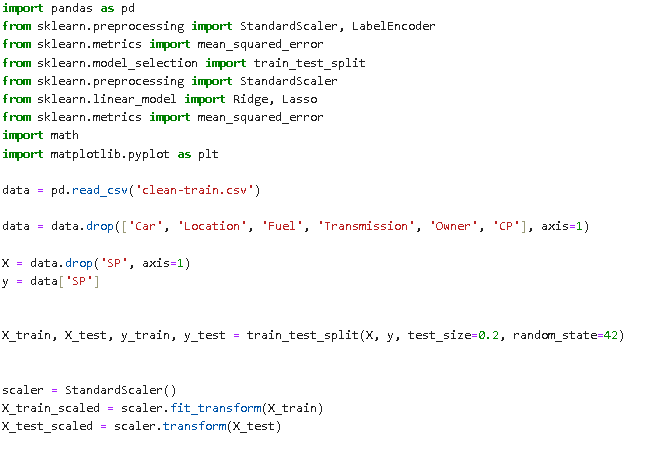 import pandas as pd
from sklearn.preprocessing import StandardScaler, LabelEncoder
from sklearn.metrics import mean_squared_error
from sklearn.model_selection import train_test_split
from sklearn.preprocessing import StandardScaler
from sklearn.linear_model import Ridge, Lasso
from sklearn.metrics import mean_squared_error
import math
import matplotlib.pyplot as plt
data = pd.read_csv('clean-train.csv')
data = data.drop(['Car', 'Location', 'Fuel', 'Transmission', 'Owner', 'CP'], axis=1)
X = data.drop('SP', axis=1)
y = data['SP']
X_train, X_test, y_train, y_test = train_test_split(X, y, test_size=0.2, random_state=42)
scaler = StandardScaler()
X_train_scaled = scaler.fit_transform(X_train)
X_test_scaled = scaler.transform(X_test)